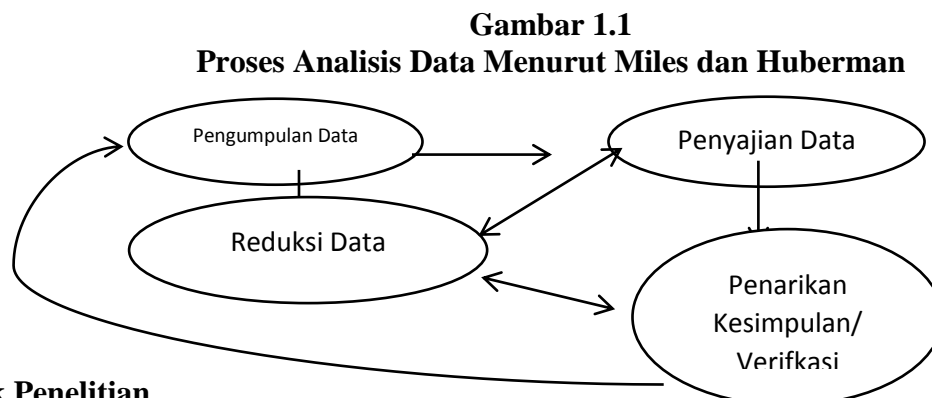 Gambar 1.1
Proses Analisis Data Menurut Miles dan Huberman
Pengumpulan Data
Penyajian Data
Reduksi Data
Penarikan
Kesimpulan/
Verifkasi
Penelitian